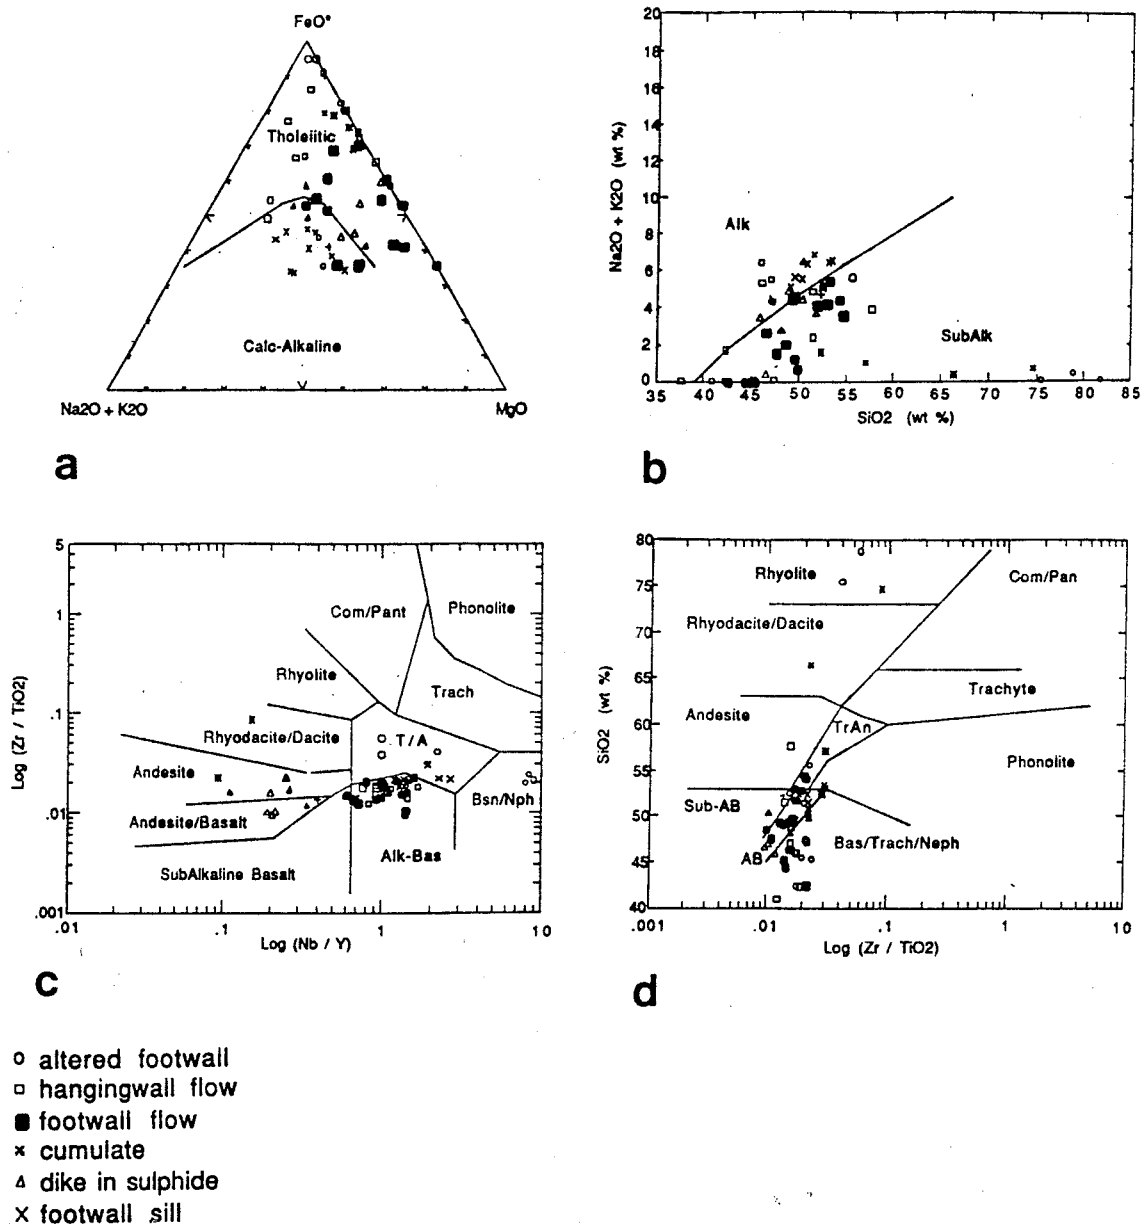 FeO*
Tholeiitic
Calc-Alkaline
Na2O + K2O
MgO
a
Na2O + K2O (wt %)
20
18
16
14
12
10
8
6
4
2
0
Alk
SubAlk
35 40 45 50 55 60 65 70 75 80 85
SiO2 (wt %)
b
Log (Zr / TiO2)
5
1
.1
.01
.001
Com/Pant
Phonolite
Rhyolite
Trach
Rhyodacite/Dacite
T/A
Andesite
Bsn/Nph
Andesite/Basalt
Alk-Bas
SubAlkaline Basalt
.01 .1 1 10
Log (Nb / Y)
c
SiO2 (wt %)
80
75
70
65
60
55
50
45
40
Rhyolite
Com/Pan
Rhyodacite/Dacite
Trachyte
Andesite
TrAn
Phonolite
Sub-AB
Bas/Trach/Neph
AB
.001 .01 .1 1 10
Log (Zr / TiO2)
d
altered footwall
hangingwall flow
footwall flow
cumulate
dike in sulphide
footwall sill